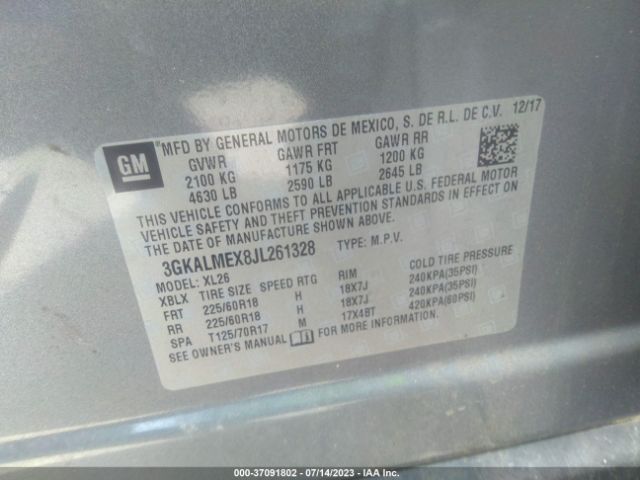 GM
MFD BY GENERAL MOTORS DE MEXICO, S. DE R.L. DE C.V. 12/17
GVWR GAWR FRT GAWR RR
2100 KG 1175 KG 1200 KG
4630 LB 2590 LB 2645 LB
THIS VEHICLE CONFORMS TO ALL APPLICABLE U.S. FEDERAL MOTOR
VEHICLE SAFETY AND THEFT PREVENTION STANDARDS IN EFFECT ON
THE DATE OF MANUFACTURE SHOWN ABOVE.
3GKALMEX8JL261328 TYPE: M.P.V.
MODEL: XL26
XBLX TIRE SIZE SPEED RTG RIM COLD TIRE PRESSURE
FRT 225/60R18 H 18X7J 240KPA(35PSI)
RR 225/60R18 H 18X7J 240KPA(35PSI)
SPA T125/70R17 M 17X4BT 420KPA(60PSI)
SEE OWNER'S MANUAL FOR MORE INFORMATION.
000-37091802 - 07/14/2023 - IAA Inc.